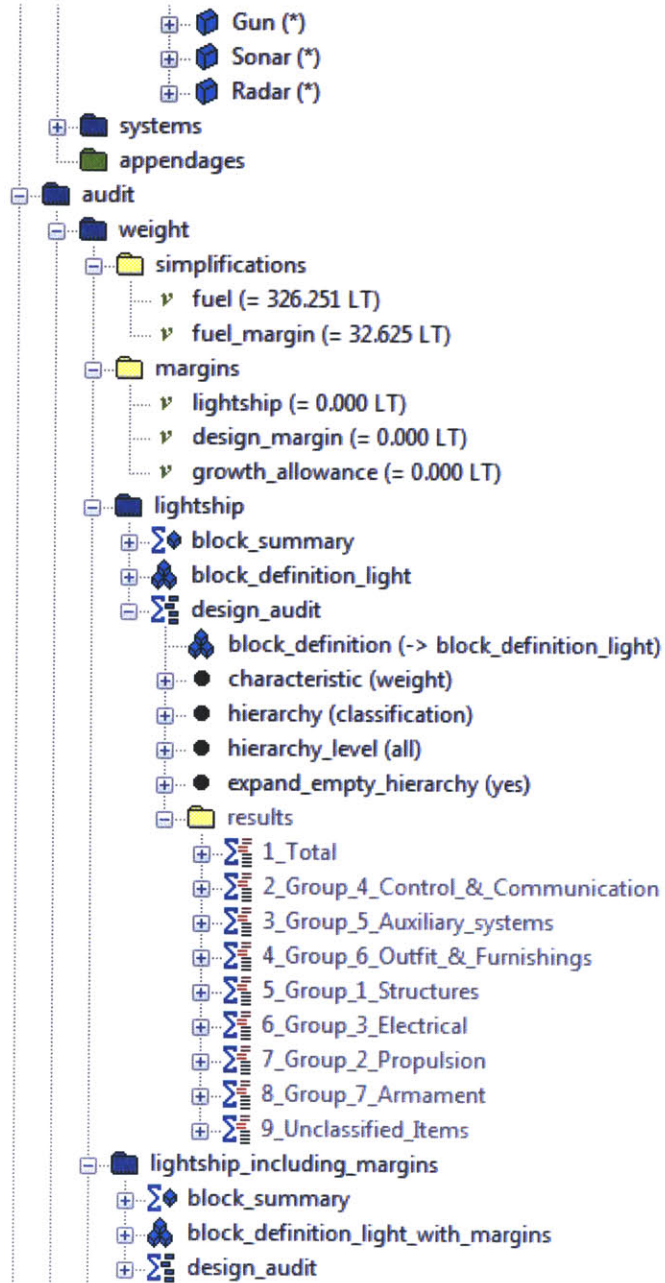 Gun (*)
Sonar (*)
Radar (*)
systems
appendages
audit
weight
simplifications
v fuel (= 326.251 LT)
v fuel_margin (= 32.625 LT)
margins
v lightship (= 0.000 LT)
v design_margin (= 0.000 LT)
v growth_allowance (= 0.000 LT)
lightship
Σ block_summary
block_definition_light
Σ design_audit
block_definition (-> block_definition_light)
characteristic (weight)
hierarchy (classification)
hierarchy_level (all)
expand_empty_hierarchy (yes)
results
Σ 1_Total
Σ 2_Group_4_Control_&_Communication
Σ 3_Group_5_Auxiliary_systems
Σ 4_Group_6_Outfit_&_Furnishings
Σ 5_Group_1_Structures
Σ 6_Group_3_Electrical
Σ 7_Group_2_Propulsion
Σ 8_Group_7_Armament
Σ 9_Unclassified_Items
lightship_including_margins
Σ block_summary
block_definition_light_with_margins
Σ design_audit